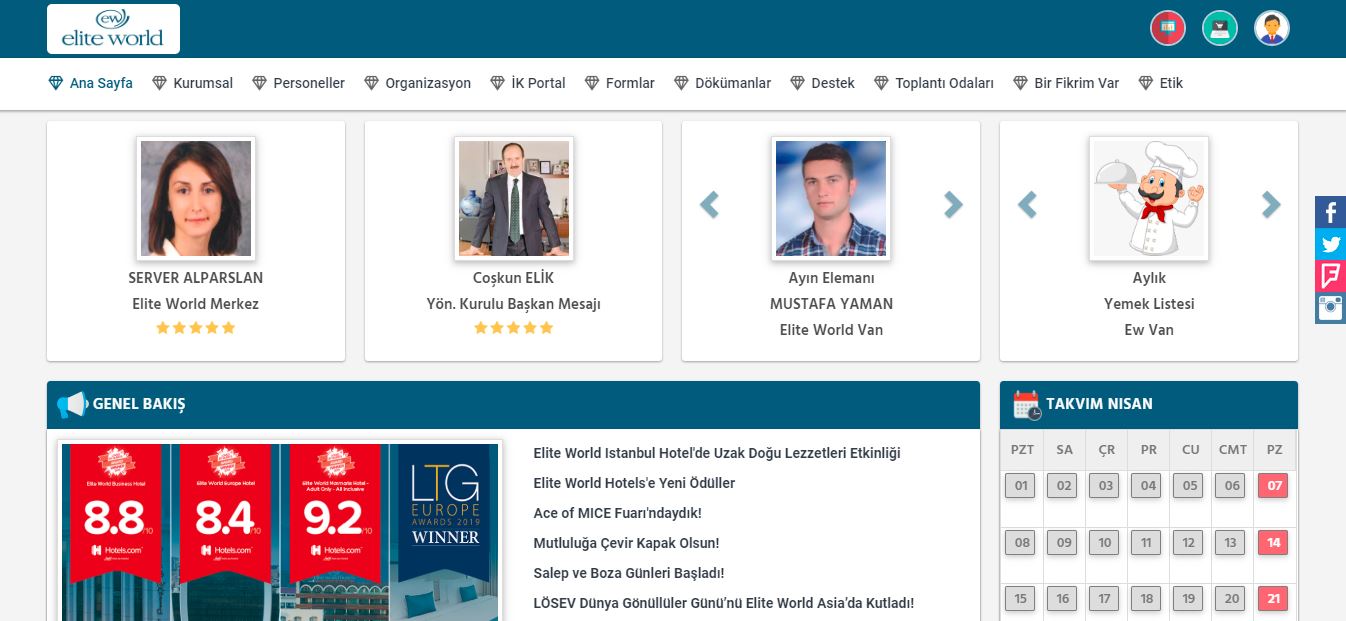 ew
elite world
Ana Sayfa Kurumsal Personeller Organizasyon İK Portal Formlar Dökümanlar Destek Toplantı Odaları Bir Fikrim Var Etik
SERVER ALPARSLAN
Elite World Merkez
Coşkun ELİK
Yön. Kurulu Başkan Mesajı
Ayın Elemanı
MUSTAFA YAMAN
Elite World Van
Aylık
Yemek Listesi
Ew Van
GENEL BAKIŞ
Elite World Business Hotel
8.8/10
Hotels.com
Elite World Europe Hotel
8.4/10
Hotels.com
Elite World Marmaris Hotel -
Adult Only - All Inclusive
9.2/10
Hotels.com
LTG
EUROPE
AWARDS 2019
WINNER
Elite World Istanbul Hotel'de Uzak Doğu Lezzetleri Etkinliği
Elite World Hotels'e Yeni Ödüller
Ace of MICE Fuarı'ndaydık!
Mutluluğa Çevir Kapak Olsun!
Salep ve Boza Günleri Başladı!
LÖSEV Dünya Gönüllüler Günü’nü Elite World Asia’da Kutladı!
TAKVIM NISAN
PZT SA ÇR PR CU CMT PZ
01 02 03 04 05 06 07
08 09 10 11 12 13 14
15 16 17 18 19 20 21